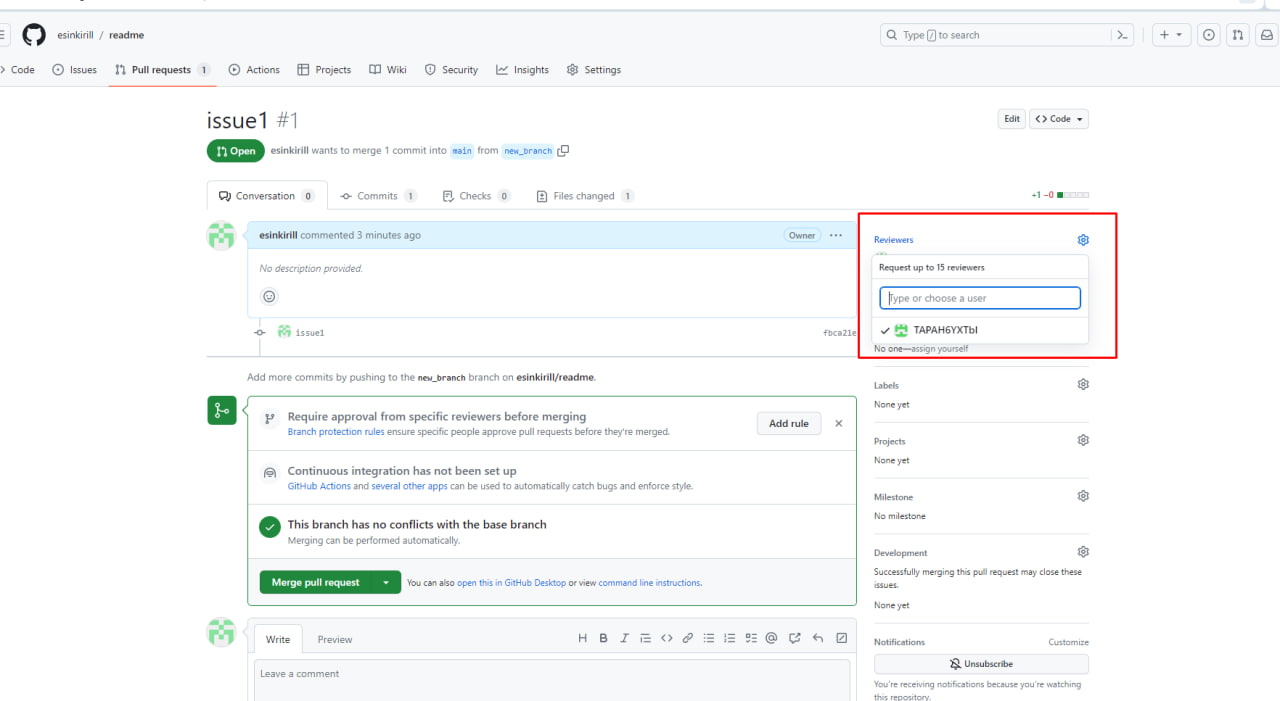 esinkirill / readme
Type / to search
Code Issues Pull requests 1 Actions Projects Wiki Security Insights Settings
issue1 #1
Edit <> Code
Open esinkirill wants to merge 1 commit into main from new_branch
Conversation 0 Commits 1 Checks 0 Files changed 1
+1 −0
esinkirill commented 3 minutes ago Owner ...
No description provided.
issue1 fbca21e
Reviewers
Request up to 15 reviewers
Type or choose a user
TAPAH6YXTbI
No one—assign yourself
Labels
None yet
Projects
None yet
Milestone
No milestone
Development
Successfully merging this pull request may close these
issues.
None yet
Notifications Customize
Unsubscribe
You're receiving notifications because you're watching
this repository.
Add more commits by pushing to the new_branch branch on esinkirill/readme.
Require approval from specific reviewers before merging
Branch protection rules ensure specific people approve pull requests before they're merged.
Add rule
Continuous integration has not been set up
GitHub Actions and several other apps can be used to automatically catch bugs and enforce style.
This branch has no conflicts with the base branch
Merging can be performed automatically.
Merge pull request You can also open this in GitHub Desktop or view command line instructions.
Write Preview
Leave a comment